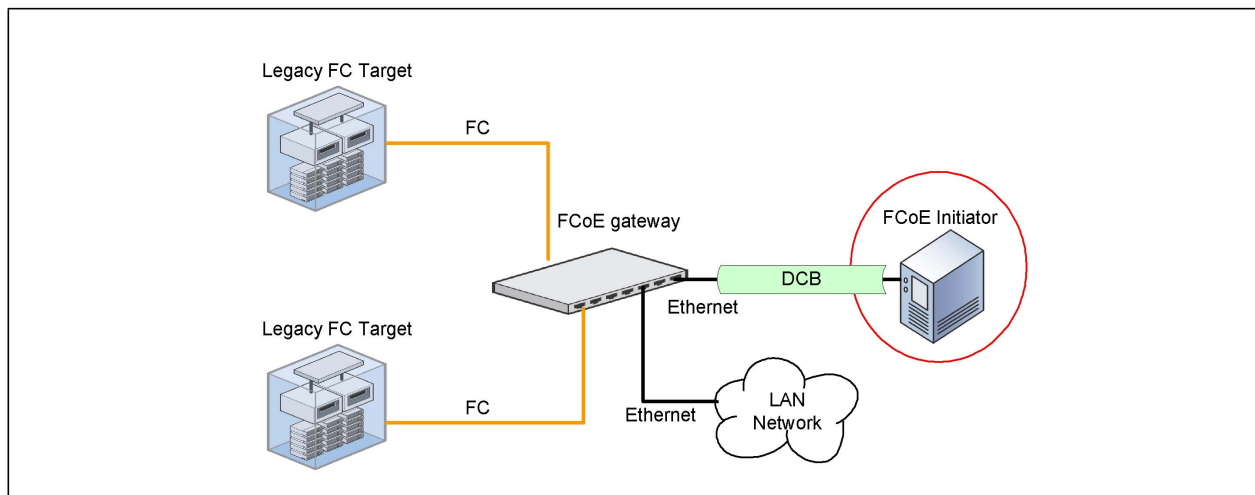 Legacy FC Target
FC
FCoE gateway
FCoE Initiator
DCB
Ethernet
Legacy FC Target
FC
Ethernet
LAN
Network